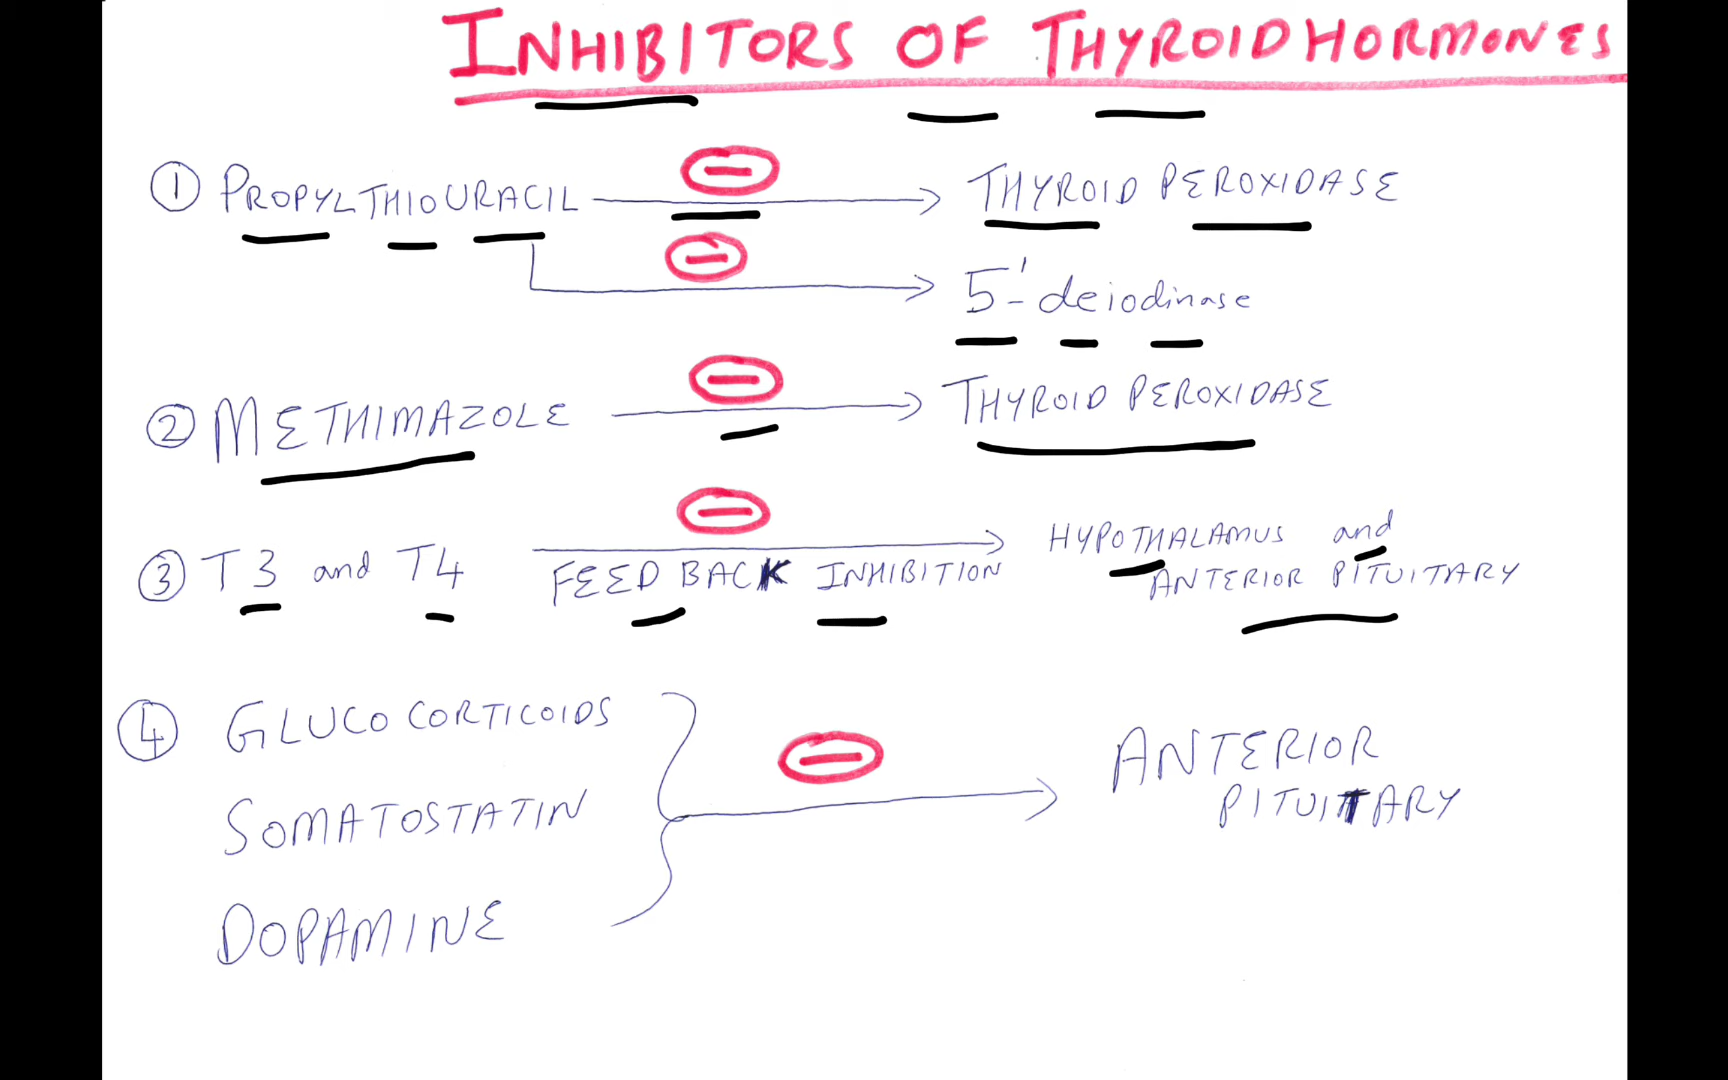 INHIBITORS OF THYROID HORMONES
① PROPYLTHIOURACIL ⊖ THYROID PEROXIDASE
⊖ 5'-deiodinase
② METHIMAZOLE ⊖ THYROID PEROXIDASE
③ T3 and T4 ⊖ FEED BACK INHIBITION HYPOTHALAMUS and
ANTERIOR PITUITARY
④ GLUCOCORTICOIDS
SOMATOSTATIN ⊖ ANTERIOR
PITUITARY
DOPAMINE